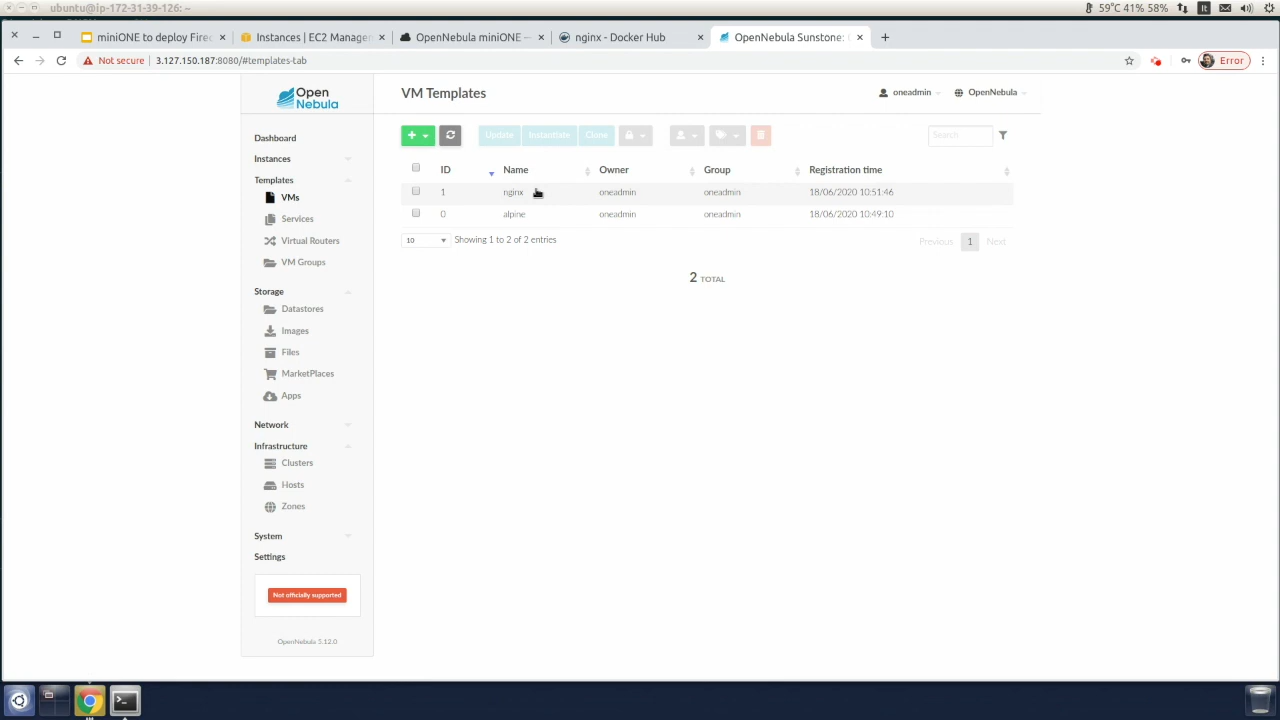 ubuntu@ip-172-31-39-126: ~
59°C 41% 58%
It
miniONE to deploy Fire
Instances | EC2 Manage
OpenNebula miniONE —
nginx - Docker Hub
OpenNebula Sunstone:
Not secure
3.127.150.187:8080/#templates-tab
Error
Open
Nebula
VM Templates
oneadmin
OpenNebula
Dashboard
Instances
Templates
VMs
Services
Virtual Routers
VM Groups
Storage
Datastores
Images
Files
MarketPlaces
Apps
Network
Infrastructure
Clusters
Hosts
Zones
System
Settings
Not officially supported
OpenNebula 5.12.0
Update
Instantiate
Clone
Search
ID Name Owner Group Registration time
1 nginx oneadmin oneadmin 18/06/2020 10:51:46
0 alpine oneadmin oneadmin 18/06/2020 10:49:10
10
Showing 1 to 2 of 2 entries
Previous 1 Next
2 TOTAL